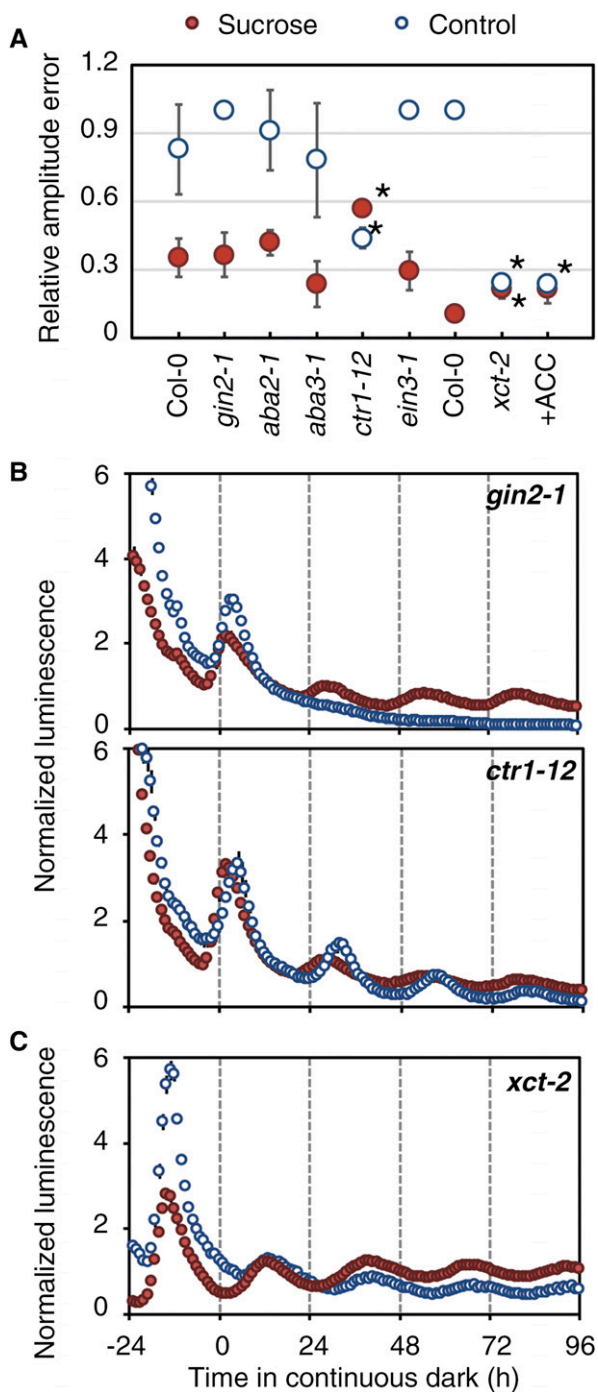 A
Sucrose Control
Relative amplitude error
1.2
0.9
0.6
0.3
0
* * * * *
Col-0 gin2-1 aba2-1 aba3-1 ctr1-12 ein3-1 Col-0 xct-2 +ACC
B
Normalized luminescence
6
4
2
0
gin2-1
6
4
2
0
ctr1-12
C
Normalized luminescence
6
4
2
0
xct-2
-24 0 24 48 72 96
Time in continuous dark (h)